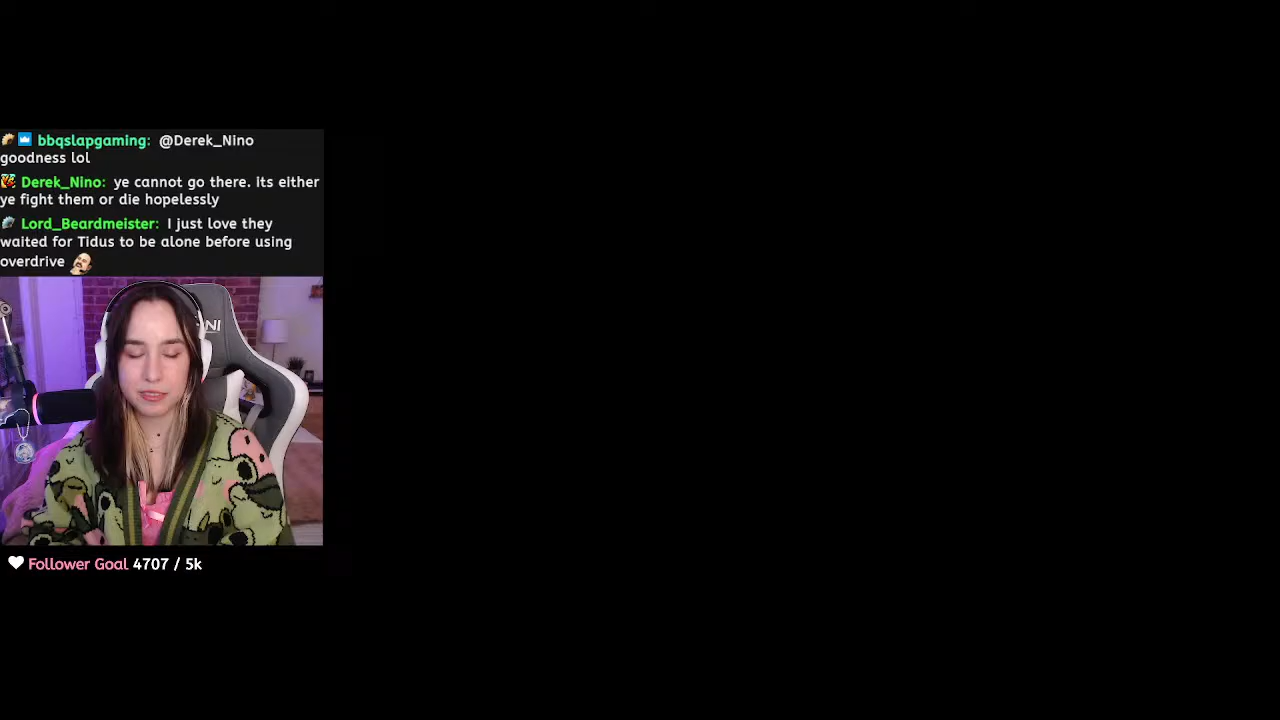 bbqslapgaming: @Derek_Nino
goodness lol
Derek_Nino: ye cannot go there. Its either
ye fight them or die hopelessly
Lord_Beardmeister: I just love they
waited for Tidus to be alone before using
overdrive
NI
Follower Goal 4707 / 5k